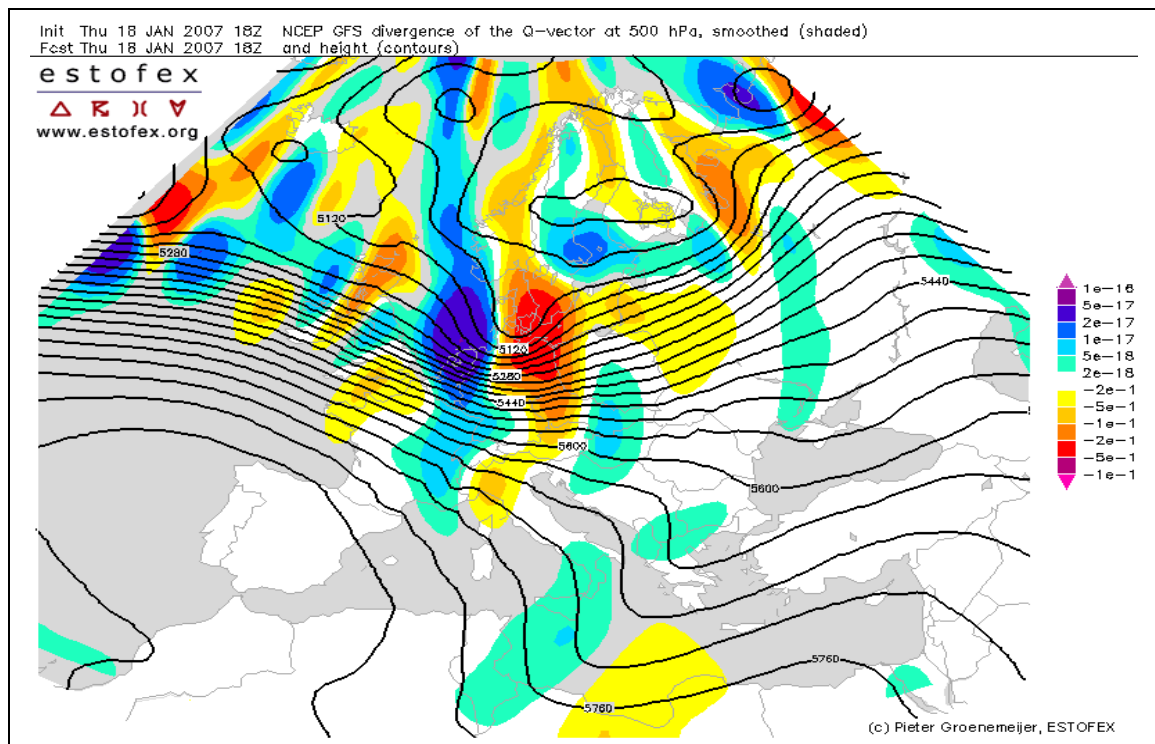 Init Thu 18 JAN 2007 18Z NCEP GFS divergence of the Q-vector at 500 hPa, smoothed (shaded)
Fcst Thu 18 JAN 2007 18Z and height (contours)
estofex
www.estofex.org
5120
5280
5440
5120
5280
5440
5600
5600
5760
5760
1e-16
5e-17
2e-17
1e-17
5e-18
2e-18
-2e-1
-5e-1
-1e-1
-2e-1
-5e-1
-1e-1
(c) Pieter Groenemeijer, ESTOFEX